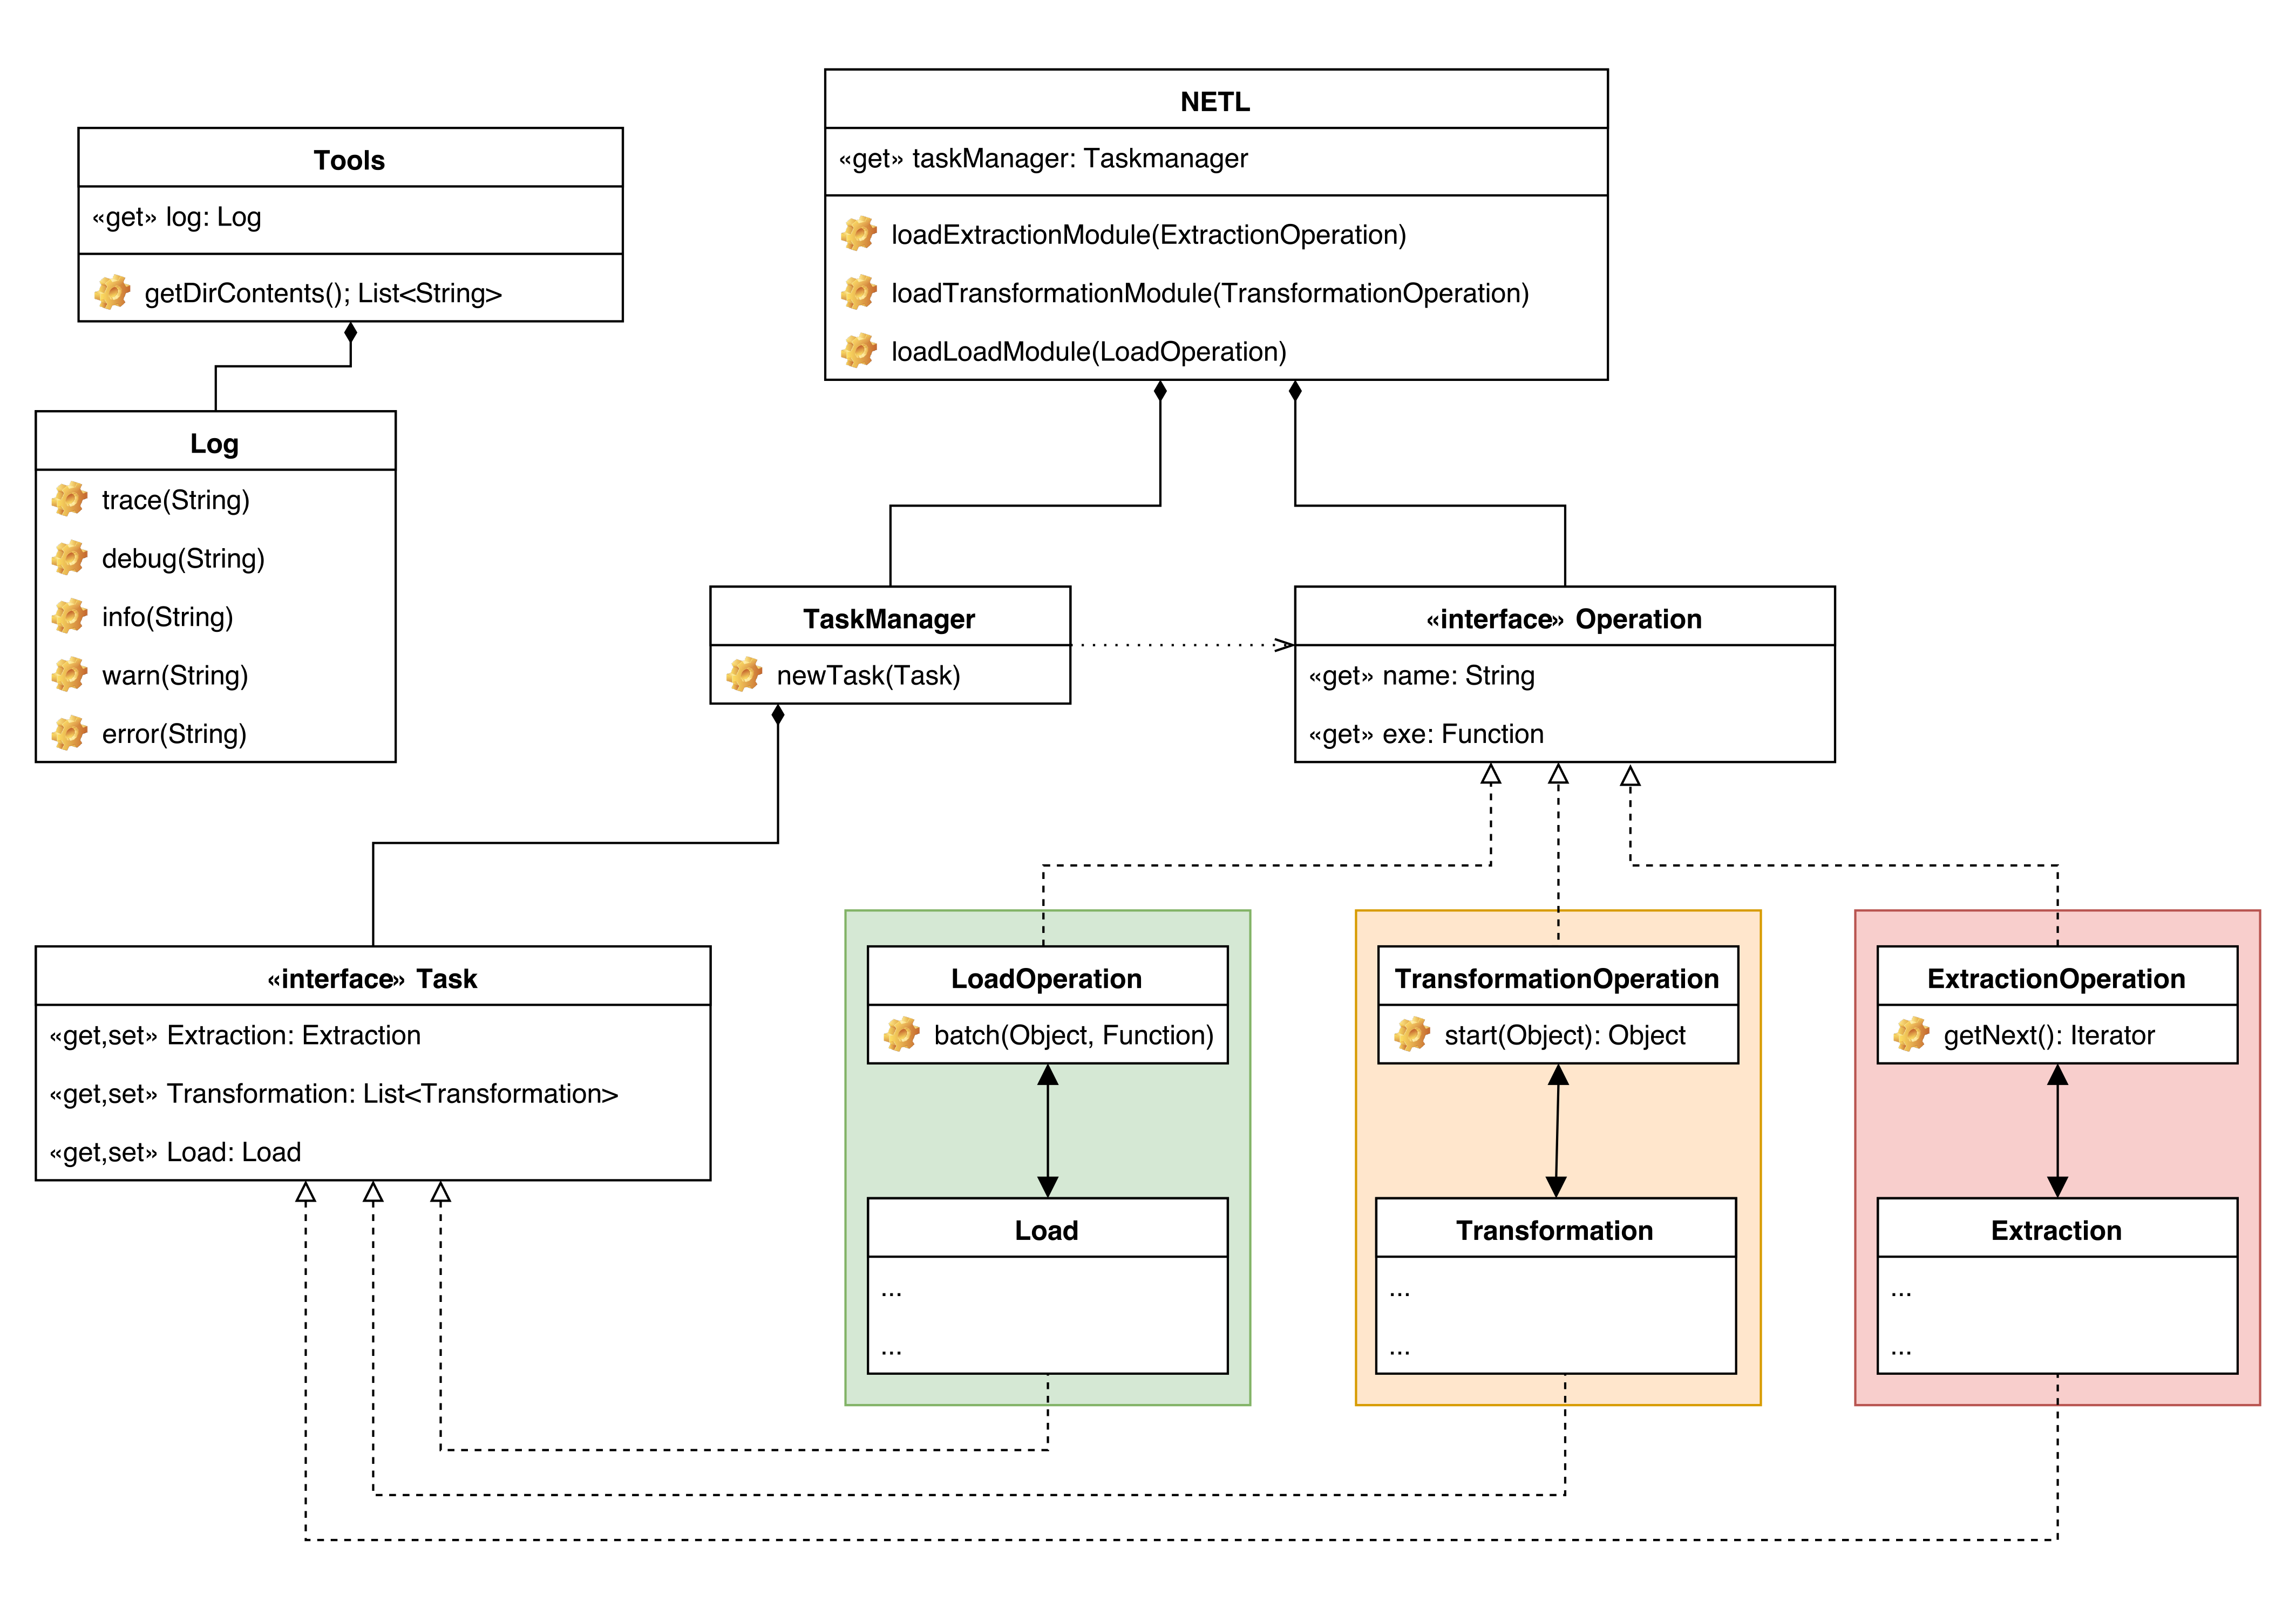 NETL
«get» taskManager: Taskmanager
loadExtractionModule(ExtractionOperation)
loadTransformationModule(TransformationOperation)
loadLoadModule(LoadOperation)
Tools
«get» log: Log
getDirContents(); List<String>
Log
trace(String)
debug(String)
info(String)
warn(String)
error(String)
TaskManager
newTask(Task)
«interface» Operation
«get» name: String
«get» exe: Function
«interface» Task
«get,set» Extraction: Extraction
«get,set» Transformation: List<Transformation>
«get,set» Load: Load
LoadOperation
batch(Object, Function)
TransformationOperation
start(Object): Object
ExtractionOperation
getNext(): Iterator
Load
...
...
Transformation
...
...
Extraction
...
...